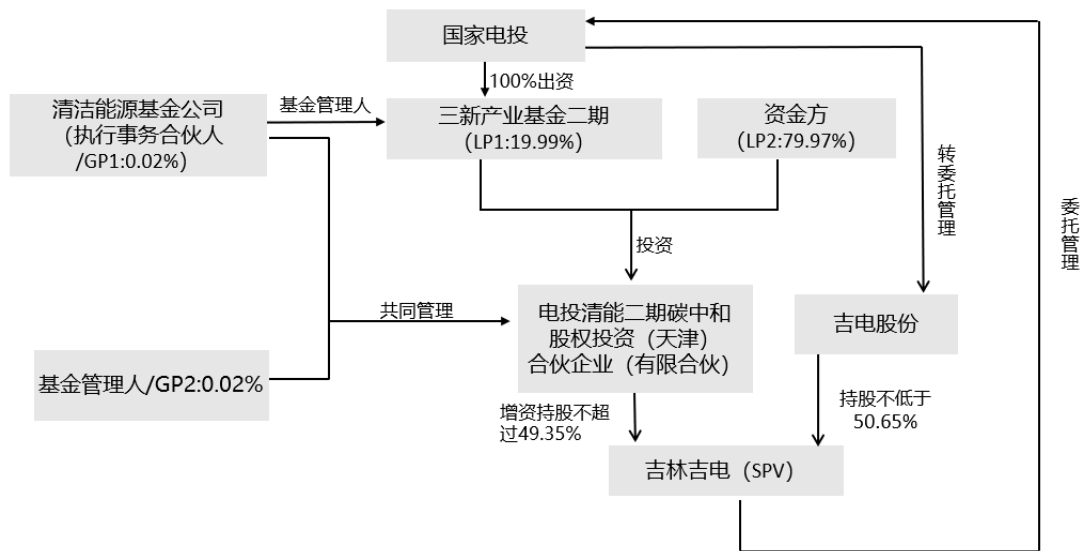 国家电投
100%出资
清洁能源基金公司
（执行事务合伙人
/GP1:0.02%）
基金管理人
三新产业基金二期
（LP1:19.99%）
资金方
（LP2:79.97%）
转委托管理
委托管理
投资
共同管理
电投清能二期碳中和
股权投资（天津）
合伙企业（有限合伙）
吉电股份
基金管理人/GP2:0.02%
增资持股不超
过49.35%
持股不低于
50.65%
吉林吉电（SPV）